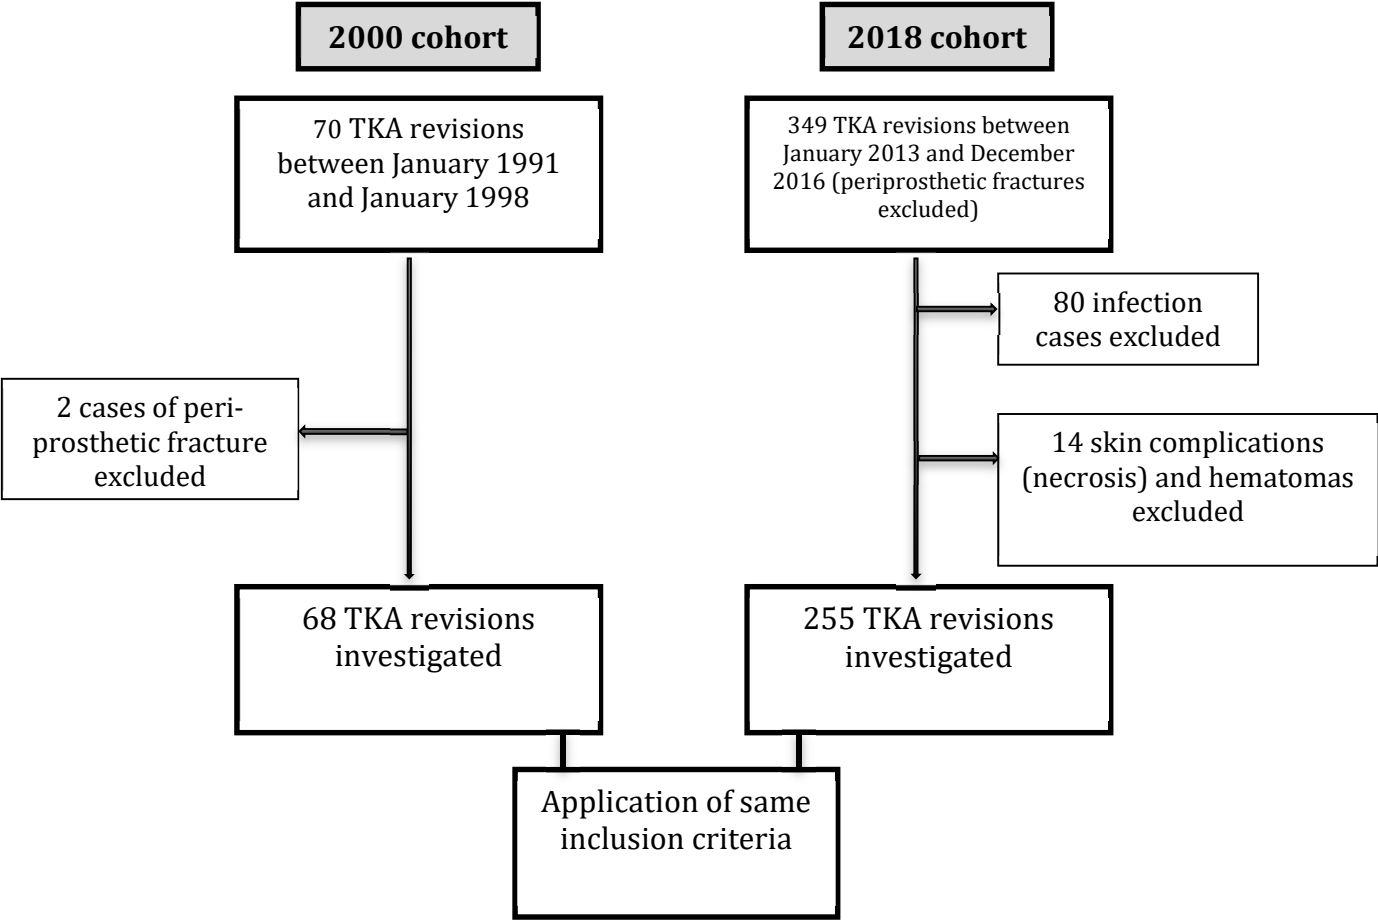 2000 cohort
2018 cohort
70 TKA revisions
between January 1991
and January 1998
349 TKA revisions between
January 2013 and December
2016 (periprosthetic fractures
excluded)
80 infection
cases excluded
2 cases of peri-
prosthetic fracture
excluded
14 skin complications
(necrosis) and hematomas
excluded
68 TKA revisions
investigated
255 TKA revisions
investigated
Application of same
inclusion criteria